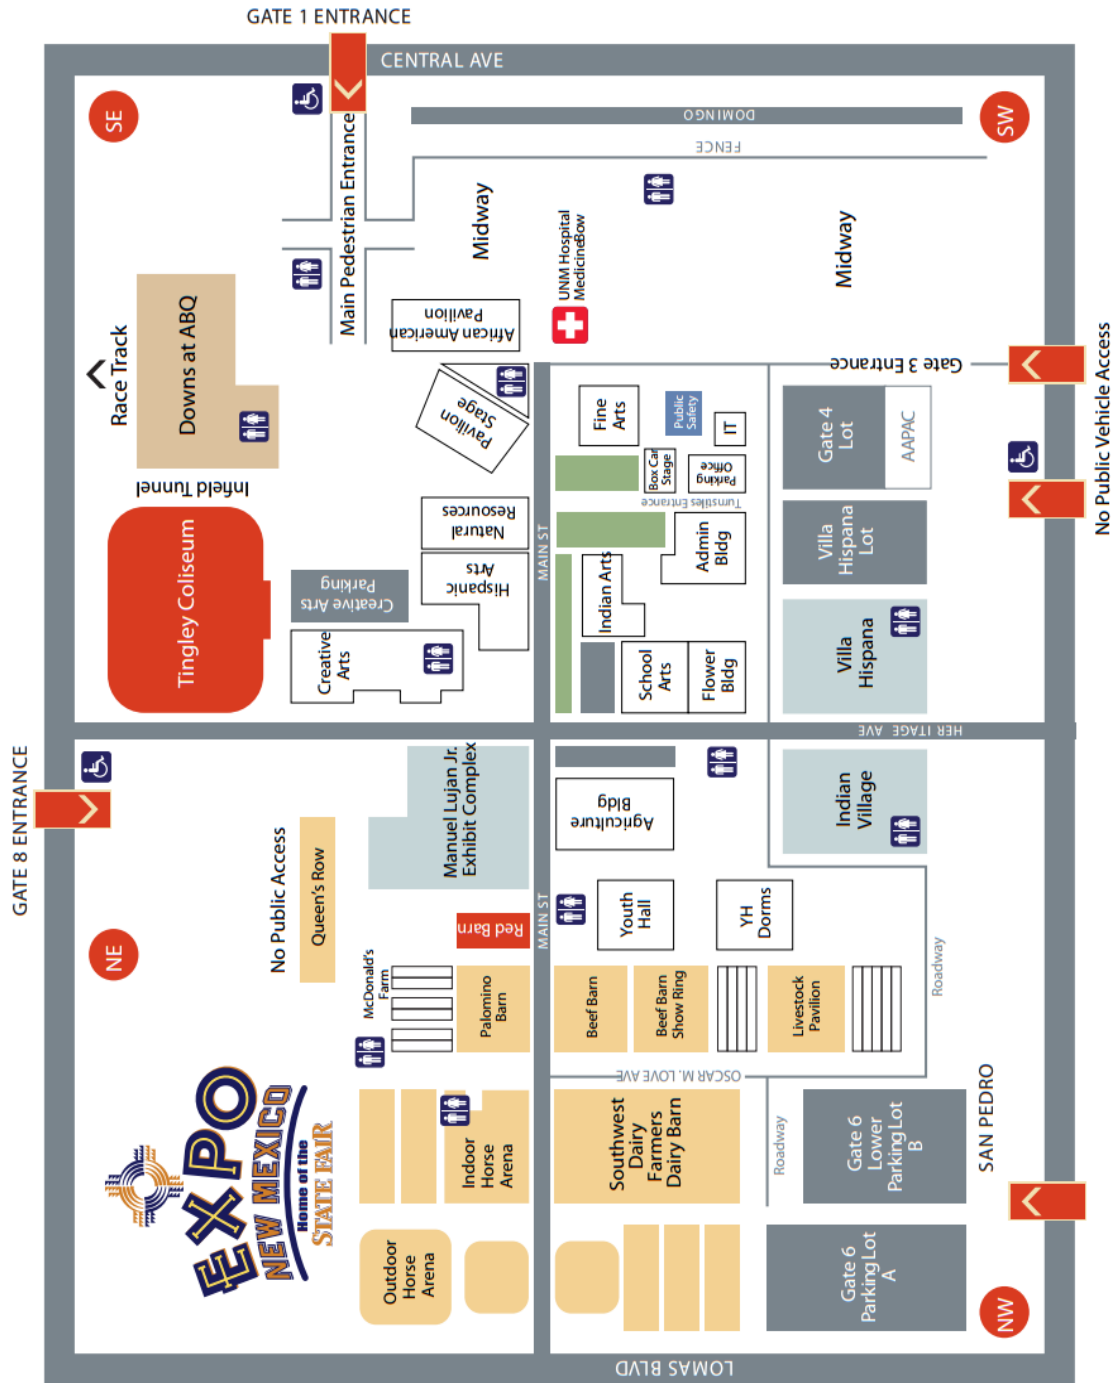 GATE 1 ENTRANCE
CENTRAL AVE
SE
SW
DOMINGO
FENCE
Main Pedestrian Entrance
Midway
UNM Hospital
MedicineBow
Midway
African American
Pavilion
Race Track
Downs at ABQ
Infield Tunnel
Pavilion
Stage
Gate 3 Entrance
No Public Vehicle Access
Fine
Arts
Public
Safety
IT
Box Car
Stage
Parking
Office
Turnstiles Entrance
Gate 4
Lot
AAPAC
Tingley Coliseum
Natural
Resources
Hispanic
Arts
Creative Arts
Parking
Creative
Arts
MAIN ST
Indian Arts
Admin
Bldg
School
Arts
Flower
Bldg
Villa
Hispana
Lot
Villa
Hispana
HERITAGE AVE
GATE 8 ENTRANCE
NE
No Public Access
Queen's Row
Manuel Lujan Jr.
Exhibit Complex
Agriculture
Bldg
Indian
Village
MAIN ST
Red Barn
Youth
Hall
YH
Dorms
Roadway
McDonald's
Farm
Palomino
Barn
Beef Barn
Beef Barn
Show Ring
Livestock
Pavilion
OSCAR M. LOVE AVE
EXPO
NEW MEXICO
Home of the
STATE FAIR
Indoor
Horse
Arena
Southwest
Dairy
Farmers
Dairy Barn
Roadway
Gate 6
Lower
Parking Lot
B
SAN PEDRO
Outdoor
Horse
Arena
Gate 6
Parking Lot
A
NW
LOMAS BLVD